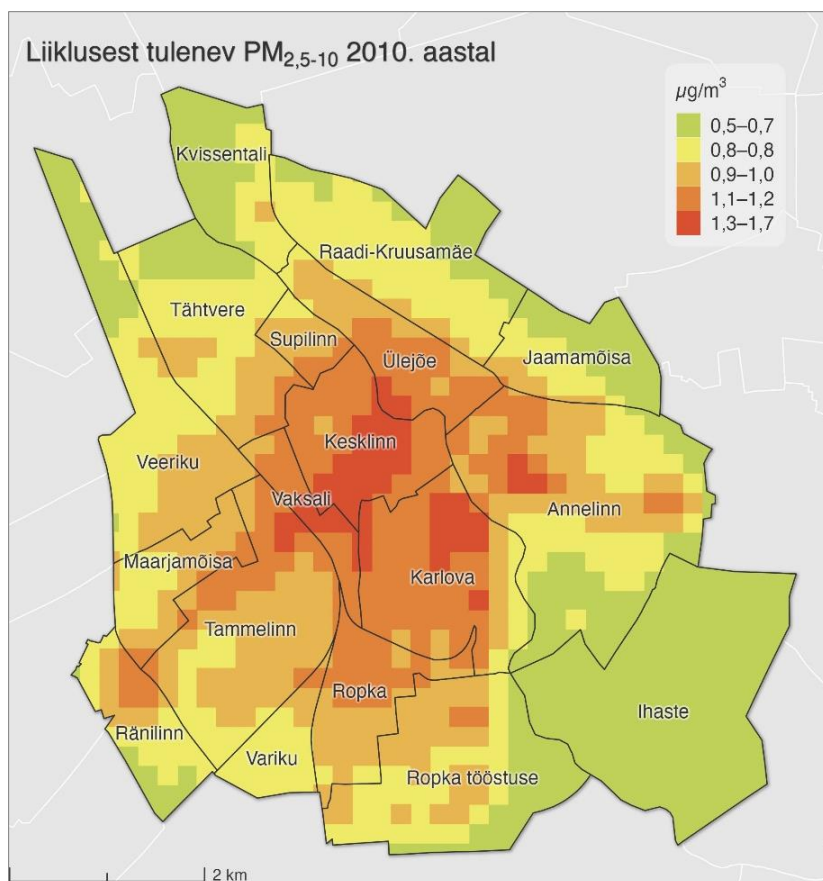 Liiklusest tulenev PM2,5-10 2010. aastal
µg/m³
0,5–0,7
0,8–0,8
0,9–1,0
1,1–1,2
1,3–1,7
Kvissentali
Raadi-Kruusamäe
Tähtvere
Supilinn
Ülejõe
Jaamamõisa
Kesklinn
Veeriku
Vaksali
Annelinn
Maarjamõisa
Karlova
Tammelinn
Ropka
Ihaste
Ränilinn
Variku
Ropka tööstuse
2 km